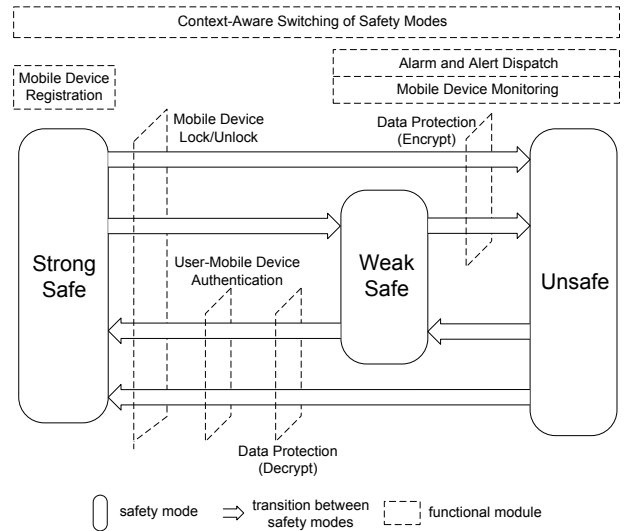 Context-Aware Switching of Safety Modes
Alarm and Alert Dispatch
Mobile Device
Registration
Mobile Device Monitoring
Mobile Device
Lock/Unlock
Data Protection
(Encrypt)
Strong
Safe
User-Mobile Device
Authentication
Weak
Safe
Unsafe
Data Protection
(Decrypt)
safety mode
transition between
safety modes
functional module